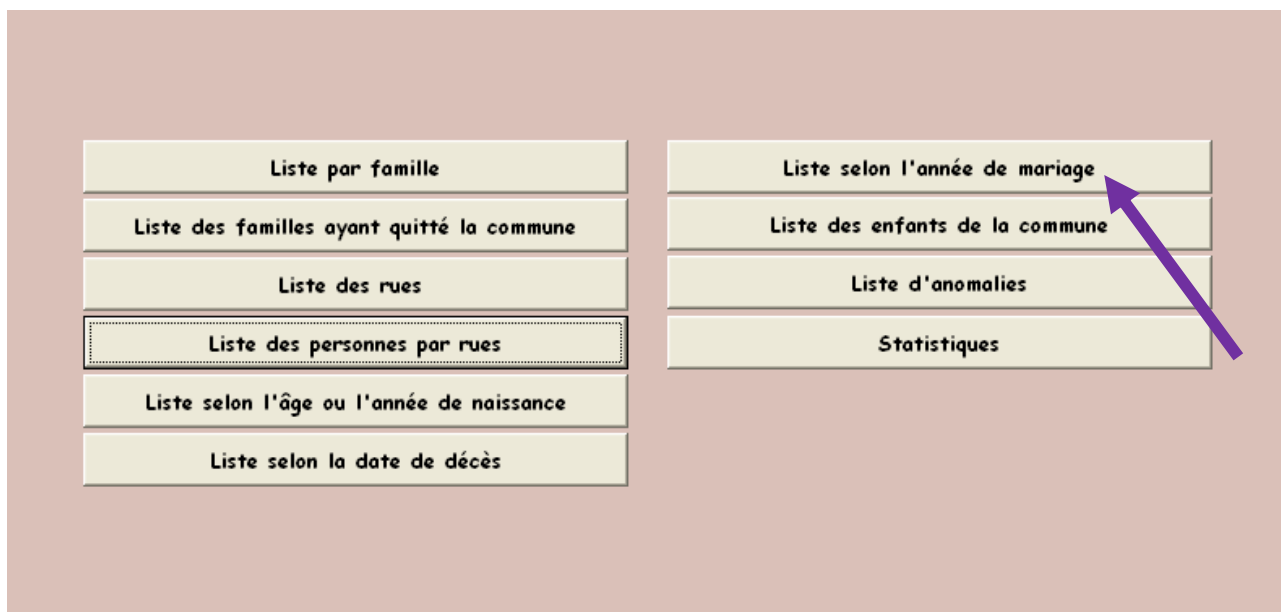 Liste par famille
Liste des familles ayant quitté la commune
Liste des rues
Liste des personnes par rues
Liste selon l'âge ou l'année de naissance
Liste selon la date de décès
Liste selon l'année de mariage
Liste des enfants de la commune
Liste d'anomalies
Statistiques